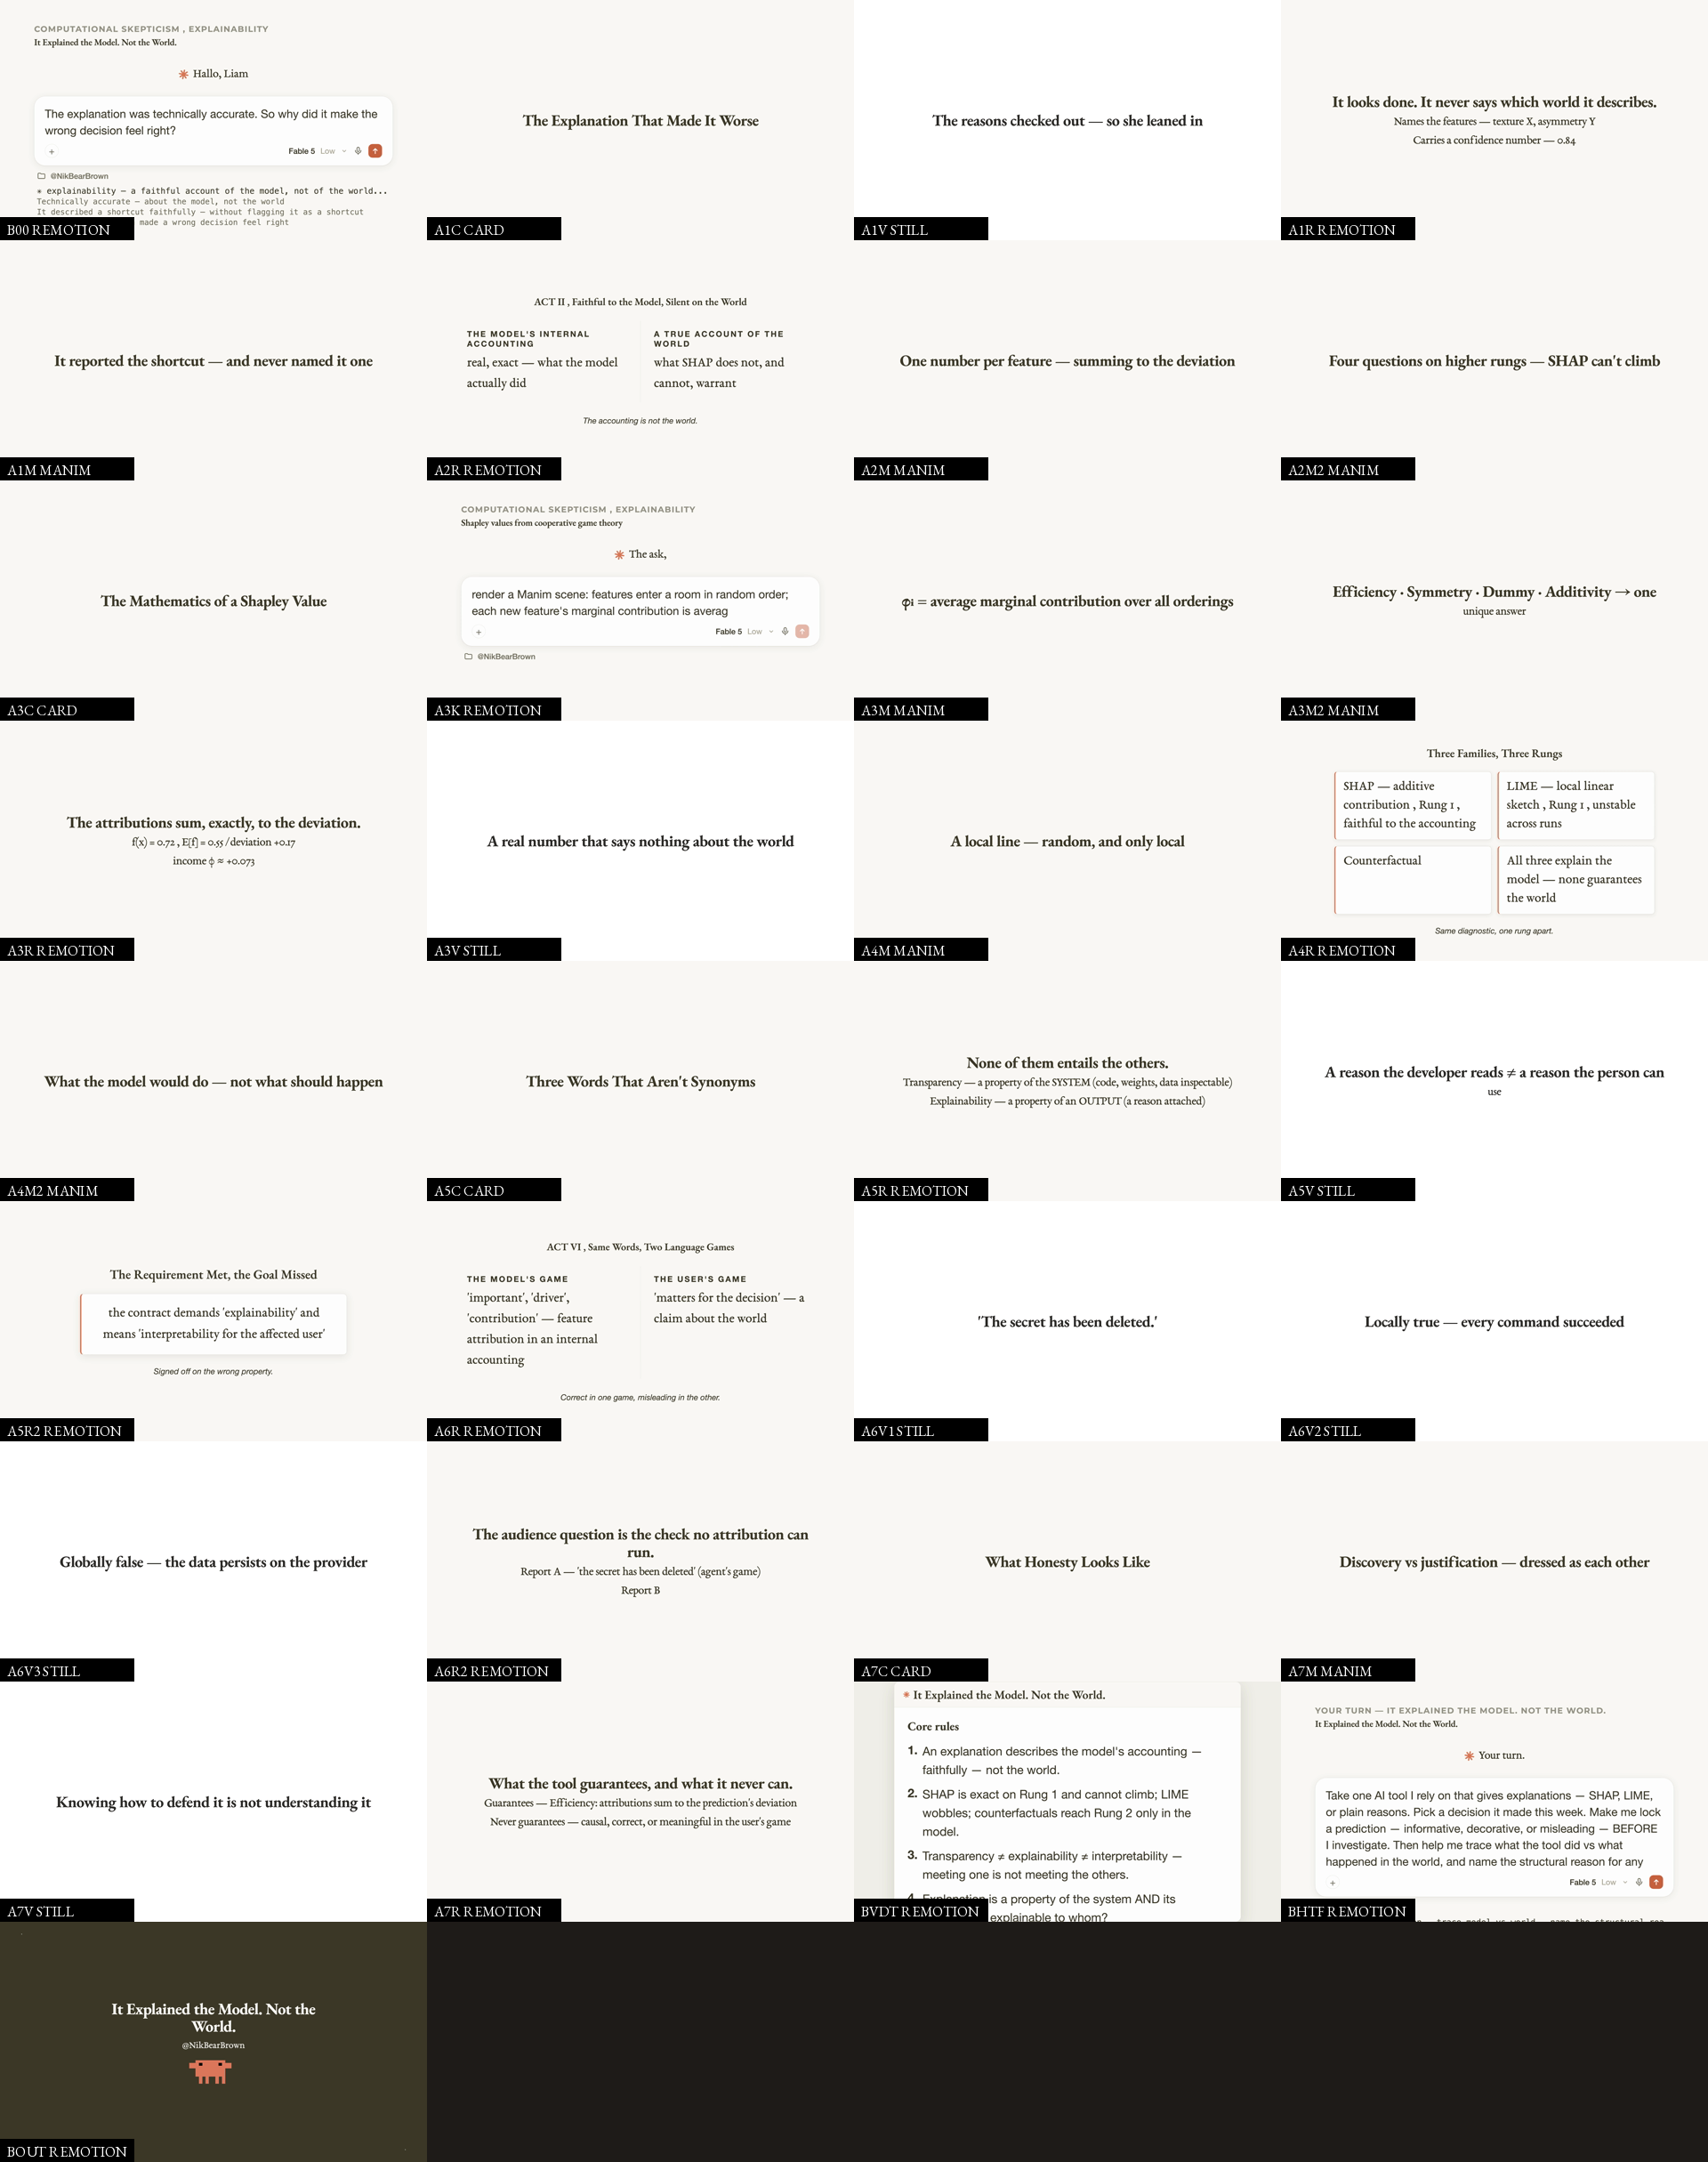 COMPUTATIONAL SKEPTICISM , EXPLAINABILITY
It Explained the Model. Not the World.
Hallo, Liam
The explanation was technically accurate. So why did it make the
wrong decision feel right?
+
Fable 5 Low
@NikBearBrown
✳ explainability — a faithful account of the model, not of the world...
Technically accurate — about the model, not the world
It described a shortcut faithfully — without flagging it as a shortcut
made a wrong decision feel right
B00 REMOTION
The Explanation That Made It Worse
A1C CARD
The reasons checked out — so she leaned in
A1V STILL
It looks done. It never says which world it describes.
Names the features — texture X, asymmetry Y
Carries a confidence number — 0.84
A1R REMOTION
It reported the shortcut — and never named it one
A1M MANIM
ACT II , Faithful to the Model, Silent on the World
THE MODEL'S INTERNAL
ACCOUNTING
real, exact — what the model
actually did
A TRUE ACCOUNT OF THE
WORLD
what SHAP does not, and
cannot, warrant
The accounting is not the world.
A2R REMOTION
One number per feature — summing to the deviation
A2M MANIM
Four questions on higher rungs — SHAP can't climb
A2M2 MANIM
The Mathematics of a Shapley Value
A3C CARD
COMPUTATIONAL SKEPTICISM , EXPLAINABILITY
Shapley values from cooperative game theory
The ask,
render a Manim scene: features enter a room in random order;
each new feature's marginal contribution is averag
+
Fable 5 Low
@NikBearBrown
A3K REMOTION
φi = average marginal contribution over all orderings
A3M MANIM
Efficiency · Symmetry · Dummy · Additivity → one
unique answer
A3M2 MANIM
The attributions sum, exactly, to the deviation.
f(x) = 0.72 , E[f] = 0.55 / deviation +0.17
income φ ≈ +0.073
A3R REMOTION
A real number that says nothing about the world
A3V STILL
A local line — random, and only local
A4M MANIM
Three Families, Three Rungs
SHAP — additive
contribution , Rung 1 ,
faithful to the accounting
LIME — local linear
sketch , Rung 1 , unstable
across runs
Counterfactual
All three explain the
model — none guarantees
the world
Same diagnostic, one rung apart.
A4R REMOTION
What the model would do — not what should happen
A4M2 MANIM
Three Words That Aren't Synonyms
A5C CARD
None of them entails the others.
Transparency — a property of the SYSTEM (code, weights, data inspectable)
Explainability — a property of an OUTPUT (a reason attached)
A5R REMOTION
A reason the developer reads ≠ a reason the person can
use
A5V STILL
The Requirement Met, the Goal Missed
the contract demands 'explainability' and
means 'interpretability for the affected user'
Signed off on the wrong property.
A5R2 REMOTION
ACT VI , Same Words, Two Language Games
THE MODEL'S GAME
'important', 'driver',
'contribution' — feature
attribution in an internal
accounting
THE USER'S GAME
'matters for the decision' — a
claim about the world
Correct in one game, misleading in the other.
A6R REMOTION
'The secret has been deleted.'
A6V1 STILL
Locally true — every command succeeded
A6V2 STILL
Globally false — the data persists on the provider
A6V3 STILL
The audience question is the check no attribution can
run.
Report A — 'the secret has been deleted' (agent's game)
Report B
A6R2 REMOTION
What Honesty Looks Like
A7C CARD
Discovery vs justification — dressed as each other
A7M MANIM
Knowing how to defend it is not understanding it
A7V STILL
What the tool guarantees, and what it never can.
Guarantees — Efficiency: attributions sum to the prediction's deviation
Never guarantees — causal, correct, or meaningful in the user's game
A7R REMOTION
It Explained the Model. Not the World.
Core rules
1. An explanation describes the model's accounting —
faithfully — not the world.
2. SHAP is exact on Rung 1 and cannot climb; LIME
wobbles; counterfactuals reach Rung 2 only in the
model.
3. Transparency ≠ explainability ≠ interpretability —
meeting one is not meeting the others.
4. Explanation is a property of the system AND its
explainable to whom?
BVDT REMOTION
YOUR TURN — IT EXPLAINED THE MODEL. NOT THE WORLD.
It Explained the Model. Not the World.
Your turn.
Take one AI tool I rely on that gives explanations — SHAP, LIME,
or plain reasons. Pick a decision it made this week. Make me lock
a prediction — informative, decorative, or misleading — BEFORE
I investigate. Then help me trace what the tool did vs what
happened in the world, and name the structural reason for any
+
Fable 5 Low
BHTF REMOTION
It Explained the Model. Not the
World.
@NikBearBrown
BOUT REMOTION